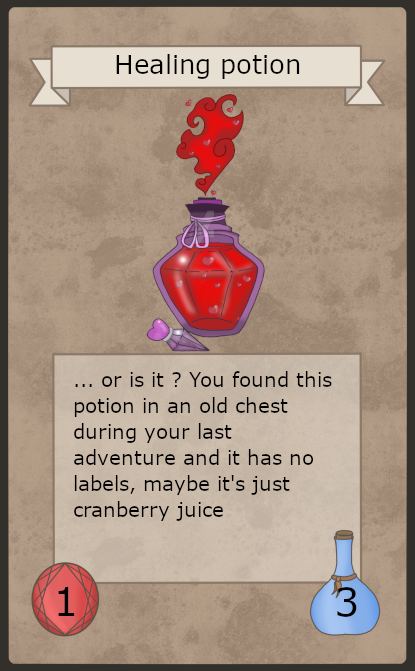 Healing potion
... or is it ? You found this
potion in an old chest
during your last
adventure and it has no
labels, maybe it's just
cranberry juice
1
3